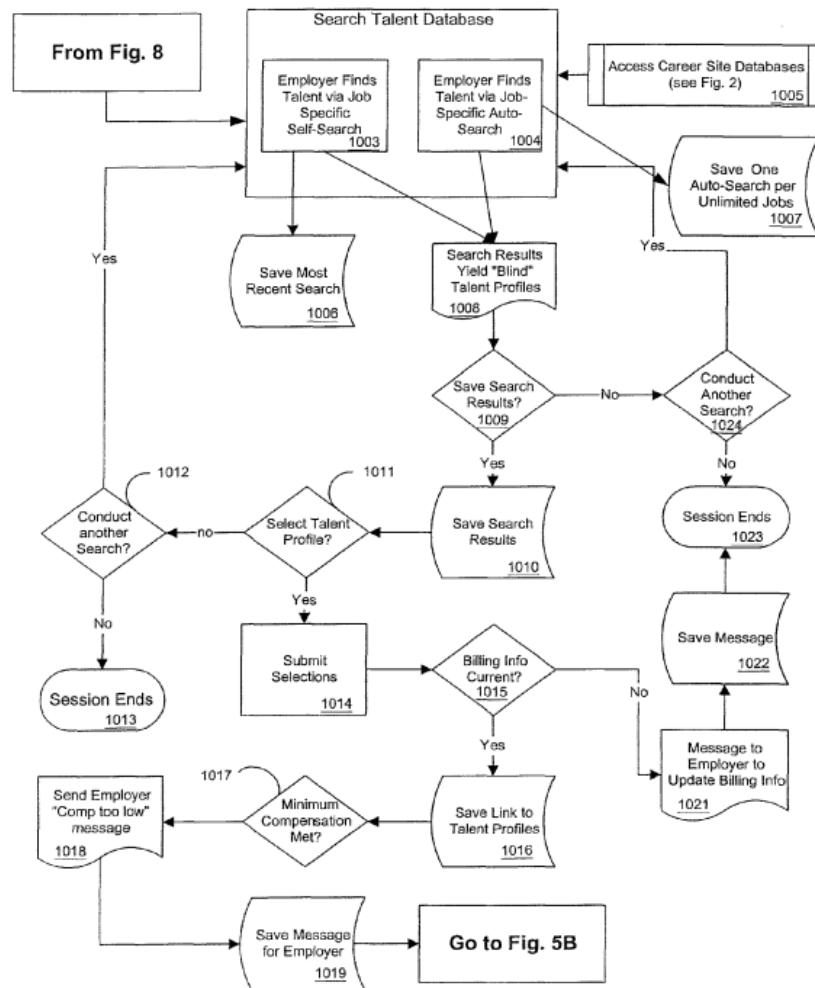 From Fig. 8
Search Talent Database
Employer Finds
Talent via Job
Specific
Self-Search
1003
Employer Finds
Talent via Job-
Specific Auto-
Search
1004
Access Career Site Databases
(see Fig. 2)
1005
Save One
Auto-Search per
Unlimited Jobs
1007
Yes
Yes
Save Most
Recent Search
1006
Search Results
Yield "Blind"
Talent Profiles
1008
Save Search
Results?
1009
No
Conduct
Another
Search?
1024
Yes
No
1012
1011
Conduct
another
Search?
no
Select Talent
Profile?
Save Search
Results
1010
Session Ends
1023
No
Yes
Submit
Selections
1014
Billing Info
Current?
1015
No
Save Message
1022
Session Ends
1013
Yes
Message to
Employer to
Update Billing Info
1021
1017
Send Employer
"Comp too low"
message
1018
Minimum
Compensation
Met?
Save Link to
Talent Profiles
1016
Save Message
for Employer
1019
Go to Fig. 5B